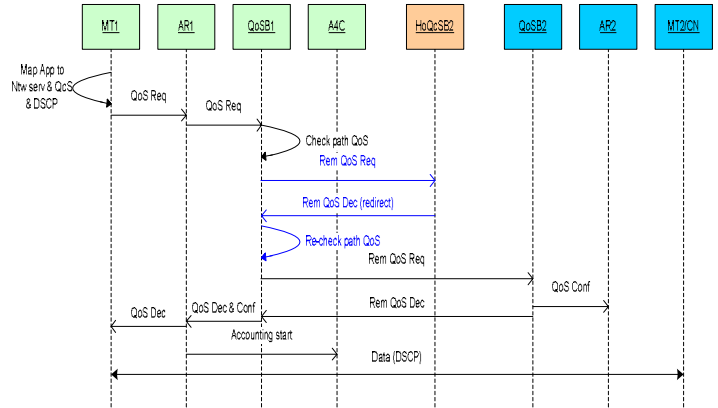 MT1
AR1
QoSB1
A4C
HoQoSB2
QoSB2
AR2
MT2/CN
Map App to
Ntw serv & QoS
& DSCP
QoS Req
QoS Req
Check path QoS
Rem QoS Req
Rem QoS Dec (redirect)
Re-check path QoS
Rem QoS Req
QoS Conf
Rem QoS Dec
QoS Dec & Conf
QoS Dec
Accounting start
Data (DSCP)